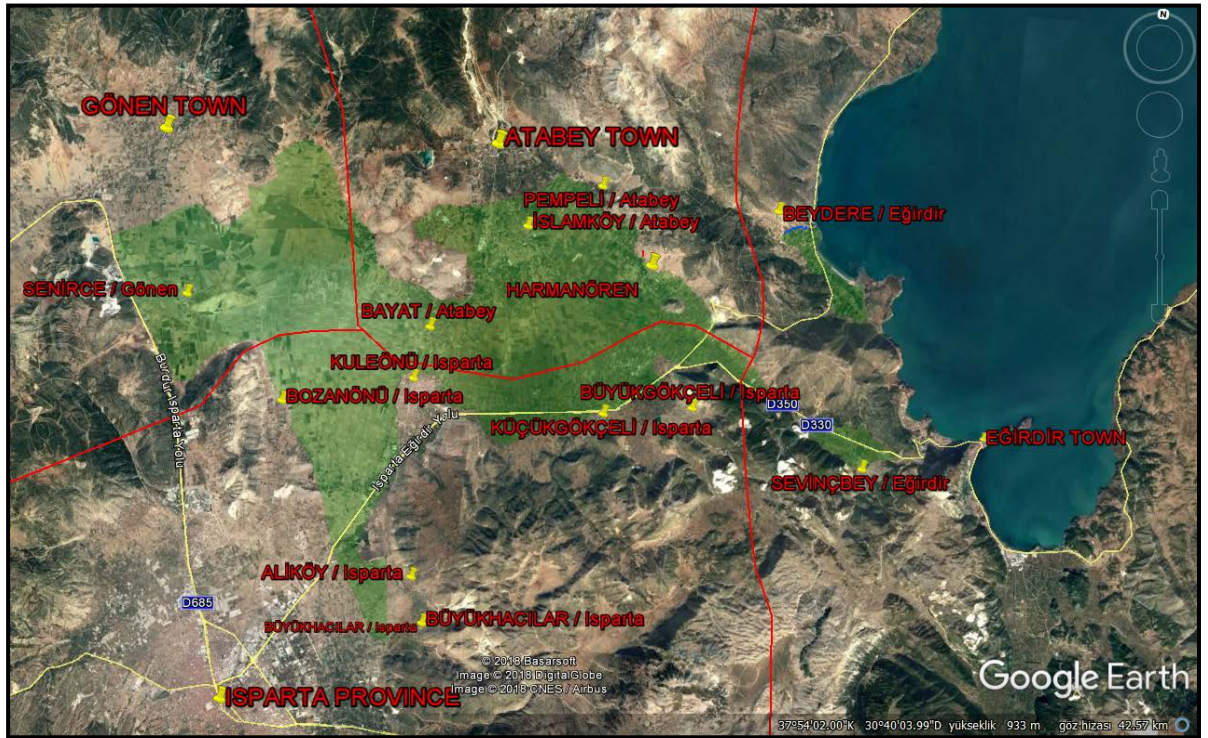 N
GÖNEN TOWN
ATABEY TOWN
PEMPELİ / Atabey
İSLAMKÖY / Atabey
BEYDERE / Eğirdir
SENİRCE / Gönen
HARMANÖREN
BAYAT / Atabey
KULEÖNÜ / Isparta
BOZANÖNÜ / Isparta
BÜYÜKGÖKÇELİ / Isparta
D350
KÜÇÜKGÖKÇELİ / Isparta
D330
EĞİRDİR TOWN
Burdur Isparta Yolu
Isparta Eğirdir Yolu
SEVİNÇBEY / Eğirdir
ALİKÖY / Isparta
D685
BÜYÜKHACILAR / Isparta
BÜYÜKHACILAR / Isparta
ISPARTA PROVINCE
© 2018 Basarsoft
Image © 2018 DigitalGlobe
Image © 2018 CNES / Airbus
Google Earth
37°54'02.00"K 30°40'03.99"D yükseklik 933 m göz hizası 42.57 km